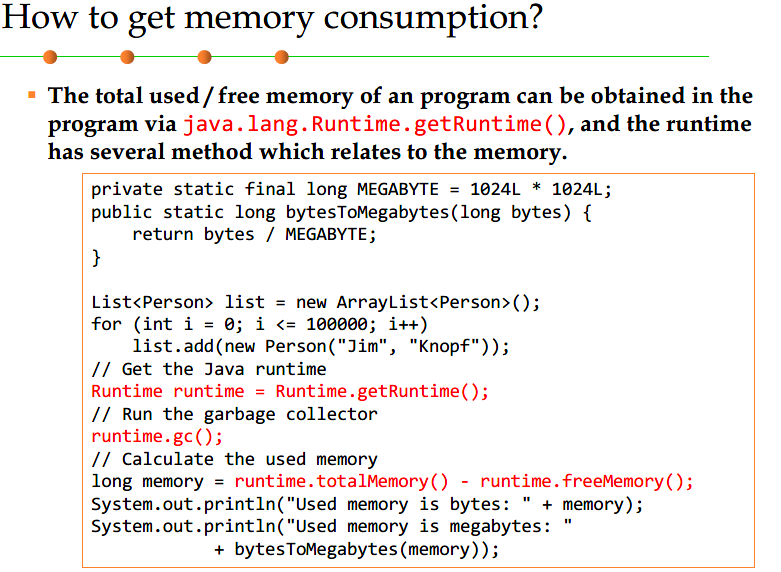 How to get memory consumption?
▪ The total used/free memory of an program can be obtained in the
program via java.lang.Runtime.getRuntime(), and the runtime
has several method which relates to the memory.
private static final long MEGABYTE = 1024L * 1024L;
public static long bytesToMegabytes(long bytes) {
    return bytes / MEGABYTE;
}
List<Person> list = new ArrayList<Person>();
for (int i = 0; i <= 100000; i++)
    list.add(new Person("Jim", "Knopf"));
// Get the Java runtime
Runtime runtime = Runtime.getRuntime();
// Run the garbage collector
runtime.gc();
// Calculate the used memory
long memory = runtime.totalMemory() - runtime.freeMemory();
System.out.println("Used memory is bytes: " + memory);
System.out.println("Used memory is megabytes: "
            + bytesToMegabytes(memory));